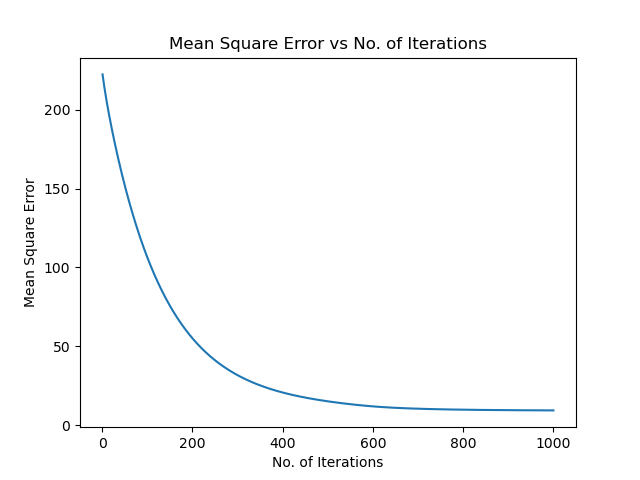 Mean Square Error vs No. of Iterations
200
150
100
50
0
Mean Square Error
0 200 400 600 800 1000
No. of Iterations